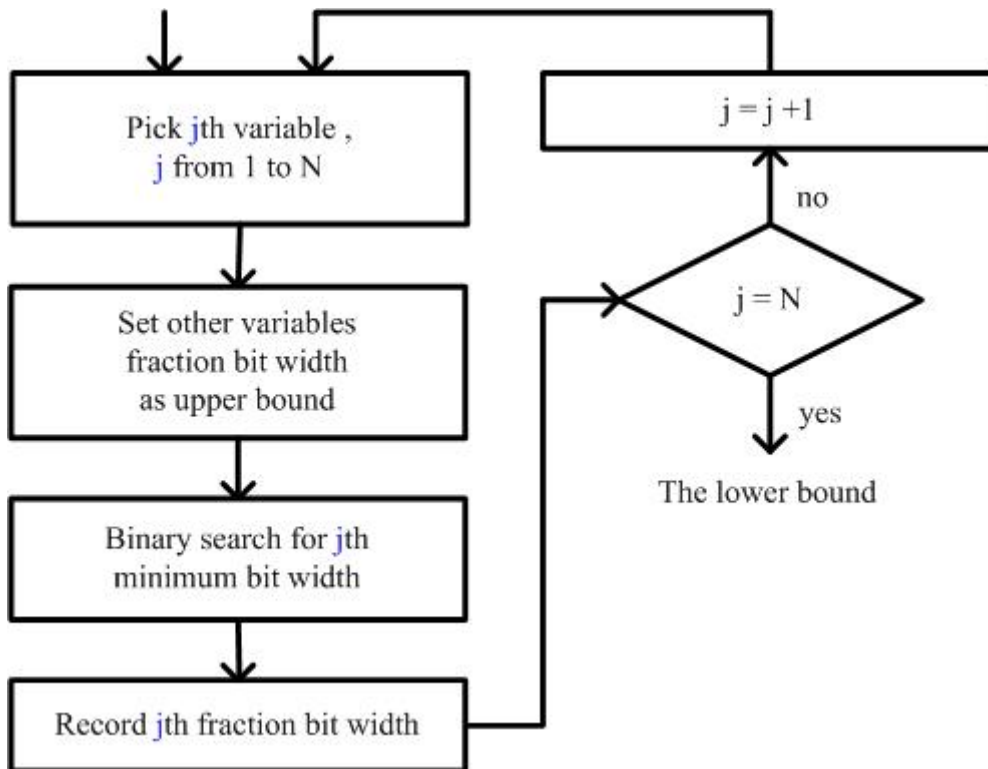 Pick jth variable ,
j from 1 to N
Set other variables
fraction bit width
as upper bound
Binary search for jth
minimum bit width
Record jth fraction bit width
j = j +1
no
j = N
yes
The lower bound